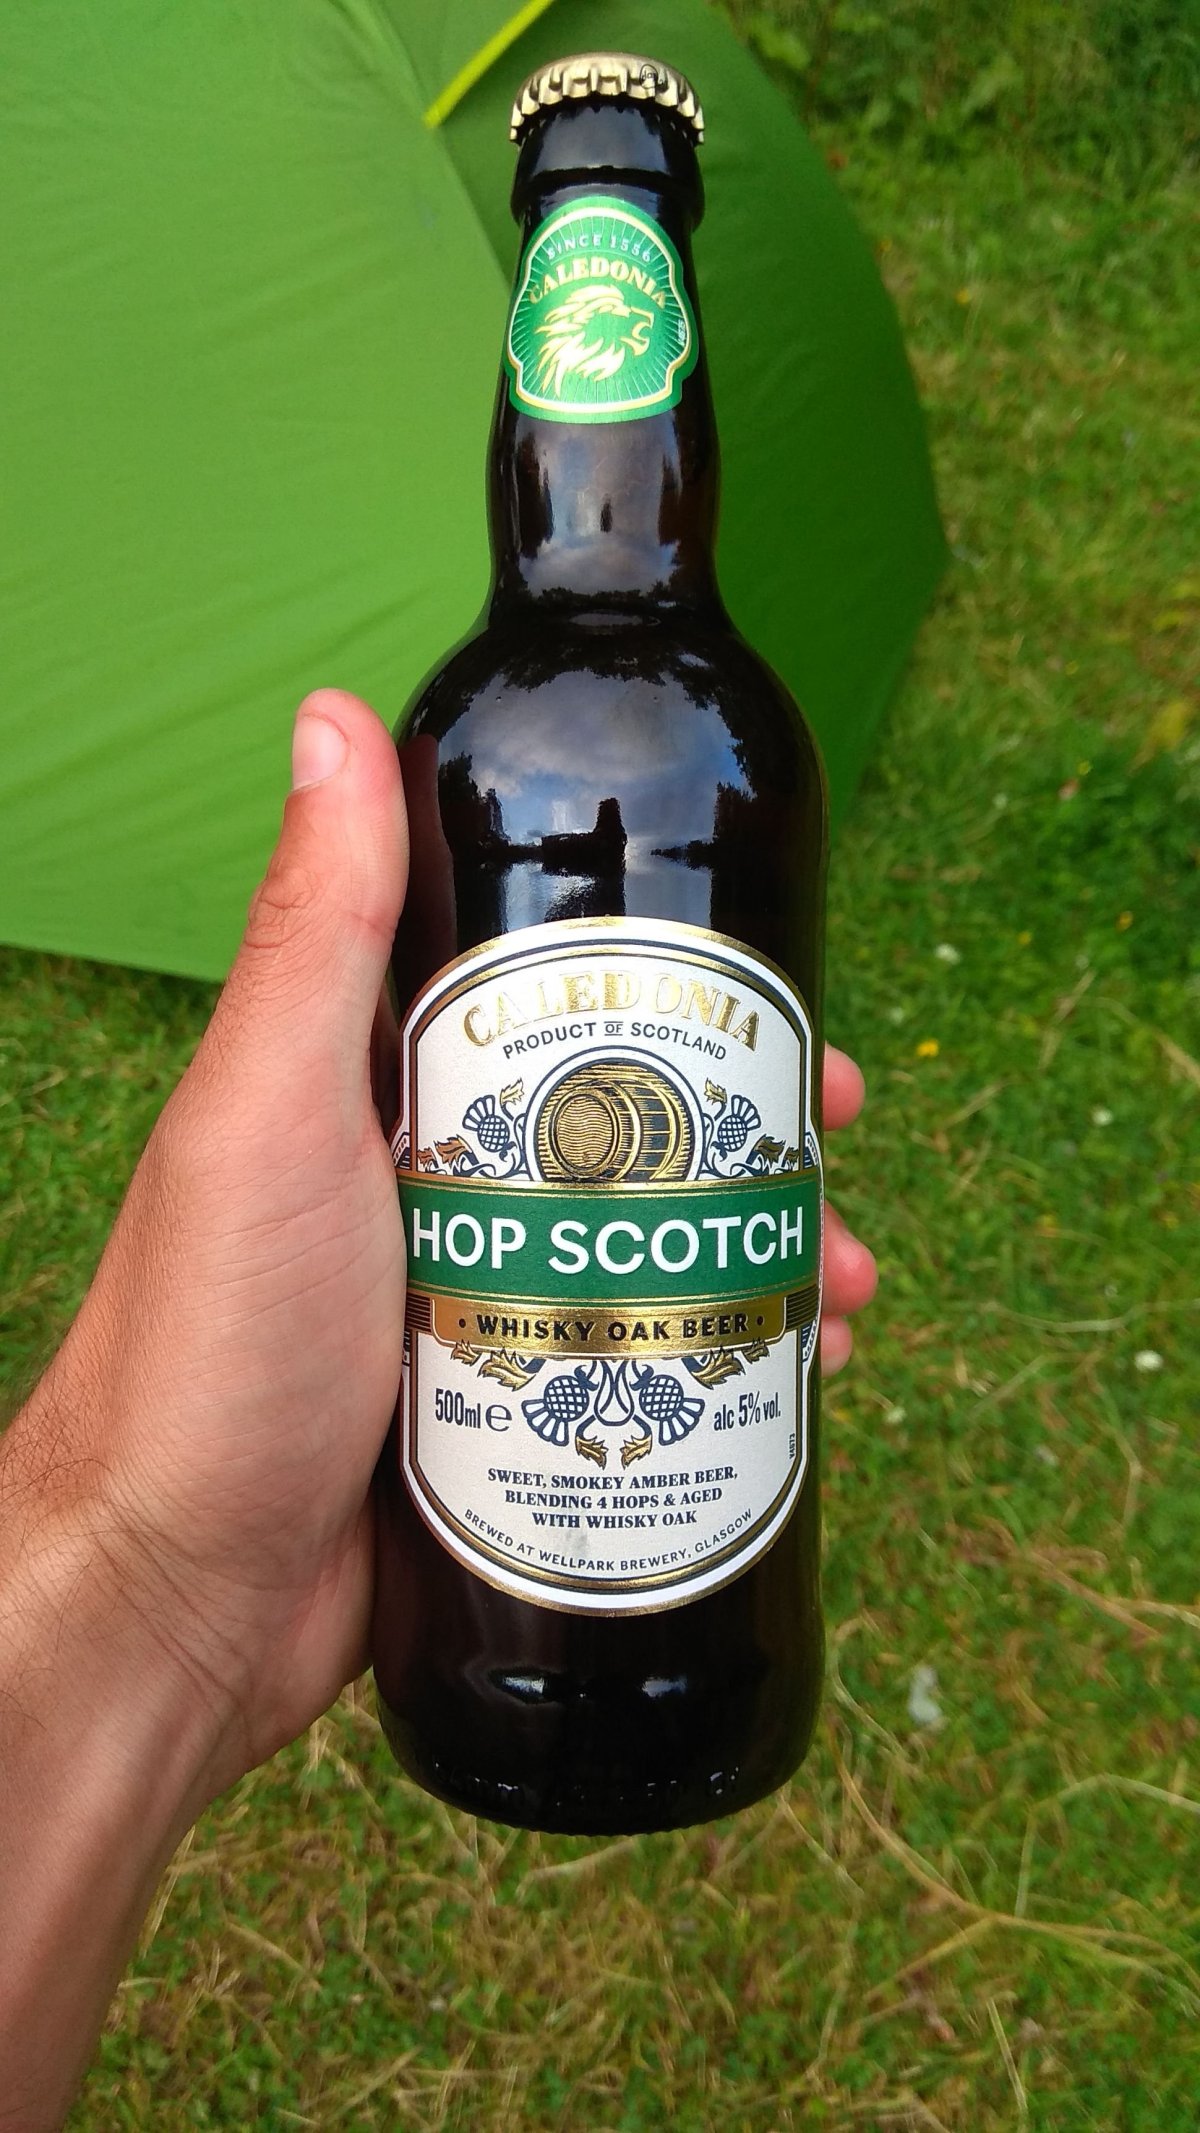 SINCE 1556
CALEDONIA
CALEDONIA
PRODUCT OF SCOTLAND
HOP SCOTCH
• WHISKY OAK BEER •
500ml e
alc 5% vol.
SWEET, SMOKEY AMBER BEER,
BLENDING 4 HOPS & AGED
WITH WHISKY OAK
BREWED AT WELLPARK BREWERY, GLASGOW